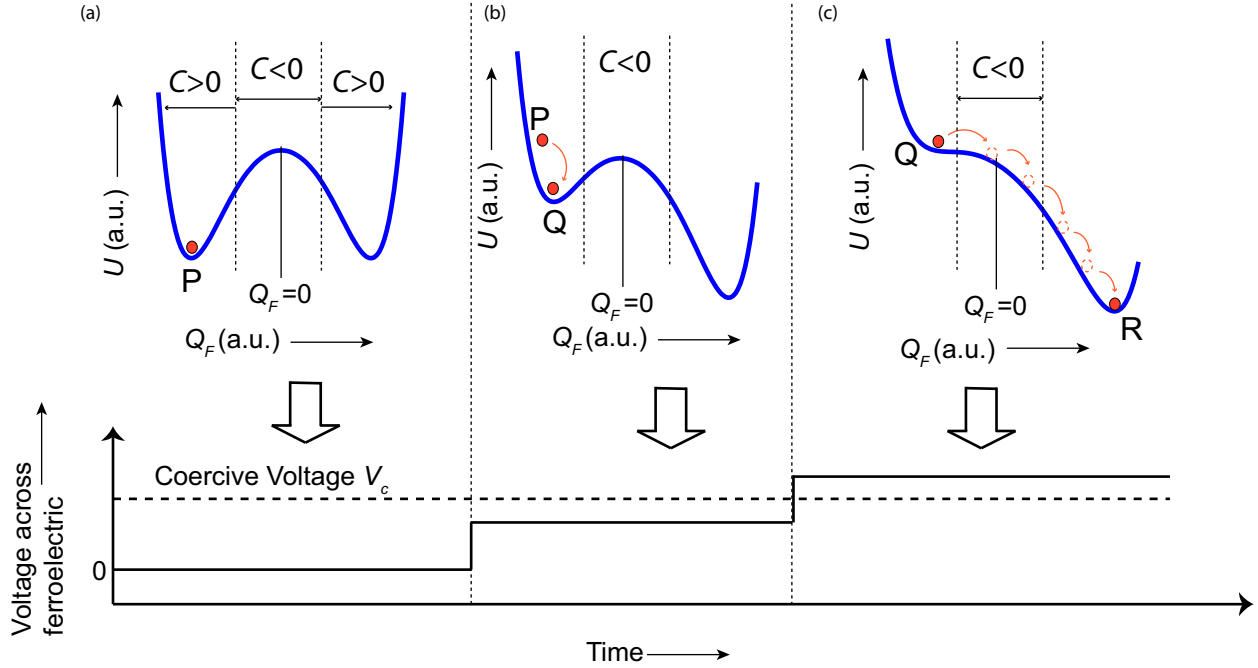 (a)
C>0
C<0
C>0
U (a.u.)
P
Q_F=0
Q_F (a.u.)
(b)
C<0
P
Q
U (a.u.)
Q_F=0
Q_F (a.u.)
(c)
C<0
Q
U (a.u.)
Q_F=0
R
Q_F (a.u.)
Voltage across
ferroelectric
Coercive Voltage V_c
0
Time